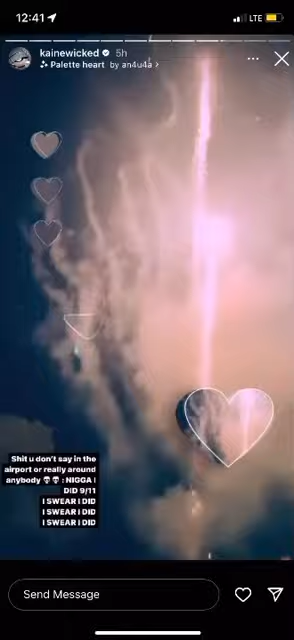 12:41
LTE
kainewicked 5h
Palette heart by an4u4a >
Shit u don't say in the
airport or really around
anybody 💀💀 : NIGGA I
DID 9/11
I SWEAR I DID
I SWEAR I DID
I SWEAR I DID
Send Message